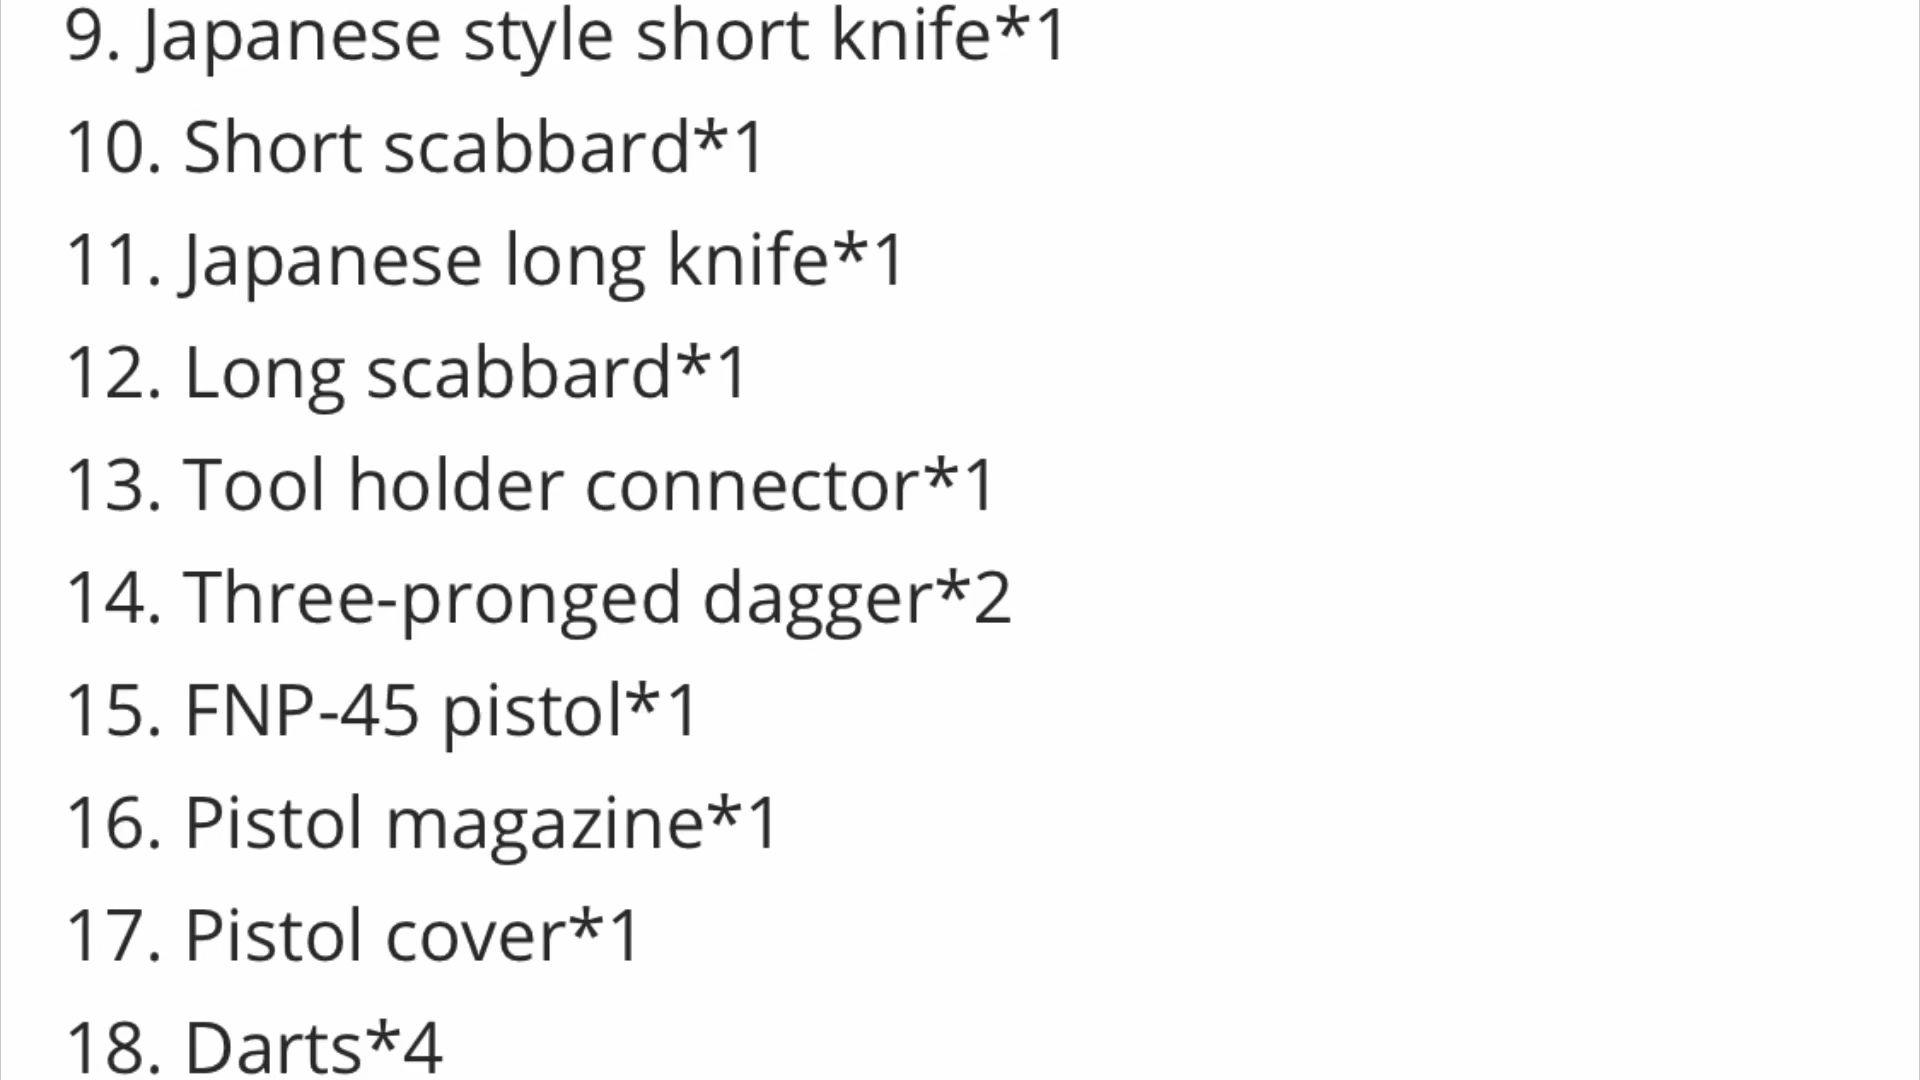 9. Japanese style short knife*1
10. Short scabbard*1
11. Japanese long knife*1
12. Long scabbard*1
13. Tool holder connector*1
14. Three-pronged dagger*2
15. FNP-45 pistol*1
16. Pistol magazine*1
17. Pistol cover*1
18. Darts*4